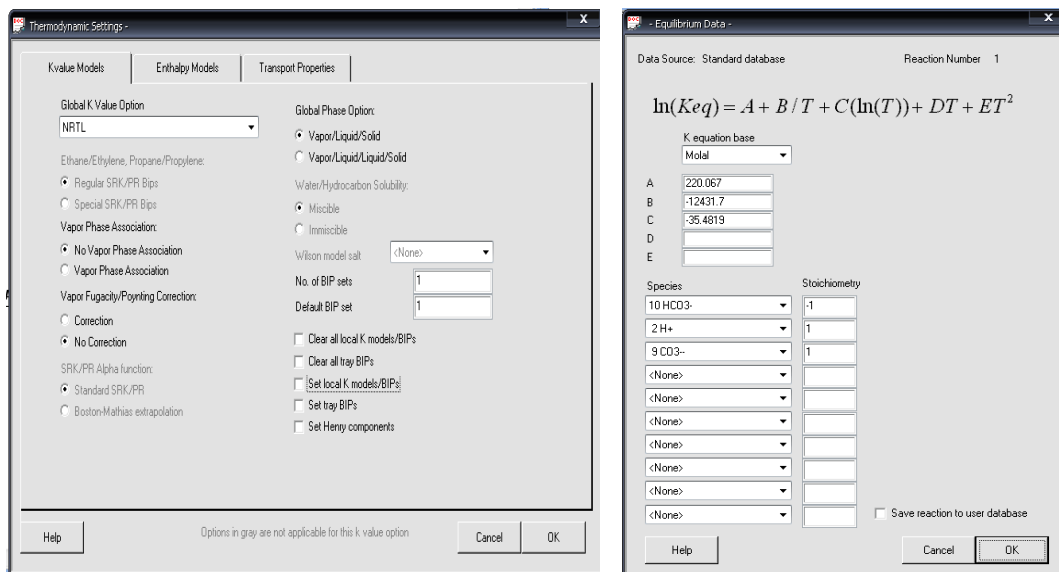 Thermodynamic Settings -
X
Kvalue Models
Enthalpy Models
Transport Properties
Global K Value Option
NRTL
Ethane/Ethylene, Propane/Propylene:
Regular SRK/PR Bips
Special SRK/PR Bips
Vapor Phase Association:
No Vapor Phase Association
Vapor Phase Association
Vapor Fugacity/Poynting Correction:
Correction
No Correction
SRK/PR Alpha function:
Standard SRK/PR
Boston-Mathias extrapolation
Global Phase Option:
Vapor/Liquid/Solid
Vapor/Liquid/Liquid/Solid
Water/Hydrocarbon Solubility:
Miscible
Immiscible
Wilson model salt <None>
No. of BIP sets 1
Default BIP set 1
Clear all local K models/BIPs
Clear all tray BIPs
Set local K models/BIPs
Set tray BIPs
Set Henry components
Help
Options in gray are not applicable for this k value option
Cancel
OK
- Equilibrium Data -
X
Data Source: Standard database
Reaction Number 1
ln(Keq) = A + B / T + C(ln(T)) + DT + ET²
K equation base
Molal
A 220.067
B -12431.7
C -35.4819
D
E
Species Stoichiometry
10 HCO3- -1
2 H+ 1
9 CO3-- 1
<None>
<None>
<None>
<None>
<None>
<None>
<None>
Save reaction to user database
Help
Cancel
OK